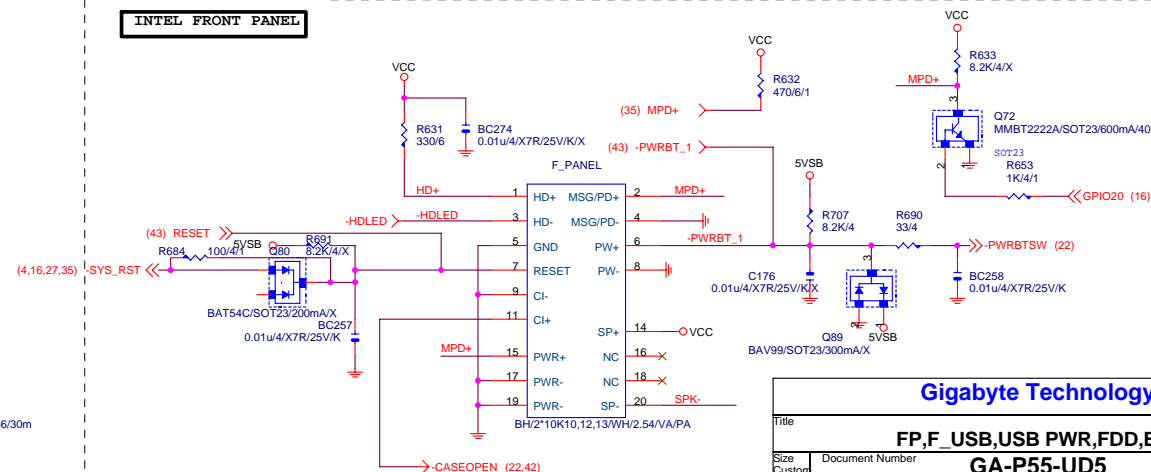 INTEL FRONT PANEL
VCC
R631
330/6
BC274
0.01u/4/X7R/25V/K/X
VCC
R632
470/6/1
(35) MPD+
(43) -PWRBT_1
VCC
R633
8.2K/4/X
MPD+
3
Q72
MMBT2222A/SOT23/600mA/40
SOT23
2
1
R653
1K/4/1
GPIO20 (16)
F_PANEL
HD+
1
HD+
MSG/PD+
2
MPD+
-HDLED
-HDLED
3
HD-
MSG/PD-
4
5
GND
PW+
6
-PWRBT_1
7
RESET
PW-
8
9
CI-
11
CI+
SP+
14
VCC
MPD+
15
PWR+
NC
16
17
PWR-
NC
18
19
PWR-
SP-
20
SPK-
BH/2*10K10,12,13/WH/2.54/VA/PA
(43) RESET
5VSB
R691
8.2K/4/X
R684
100/4/1
Q80
(4,16,27,35) -SYS_RST
BAT54C/SOT23/200mA/X
BC257
0.01u/4/X7R/25V/K
-CASEOPEN (22,42)
5VSB
R707
8.2K/4
R690
33/4
-PWRBTSW (22)
C176
0.01u/4/X7R/25V/K/X
3
2
1
BC258
0.01u/4/X7R/25V/K
Q89
5VSB
BAV99/SOT23/300mA/X
6/30m
Gigabyte Technology
Title
FP,F_USB,USB PWR,FDD,
Size
Custom
Document Number
GA-P55-UD5